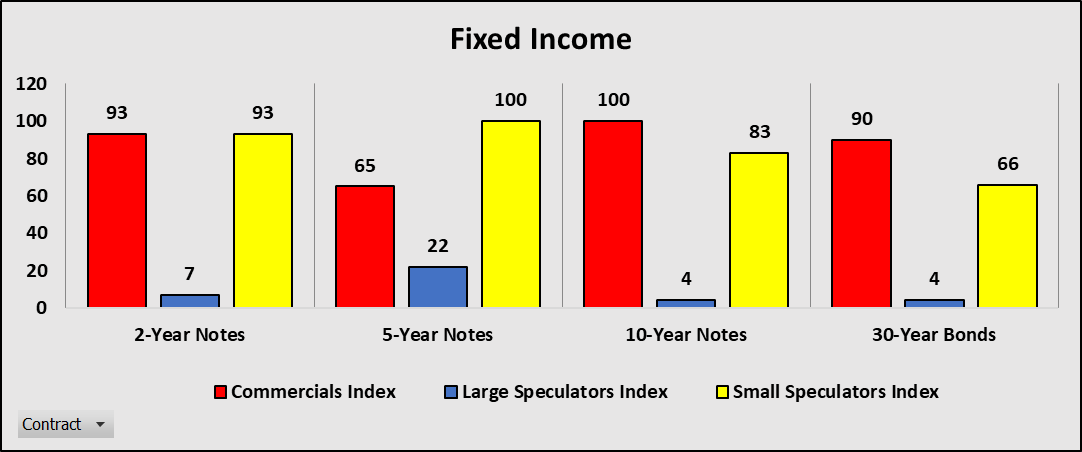 Fixed Income
120
100
80
60
40
20
0
93
7
93
65
22
100
100
4
83
90
4
66
2-Year Notes
5-Year Notes
10-Year Notes
30-Year Bonds
Commercials Index
Large Speculators Index
Small Speculators Index
Contract